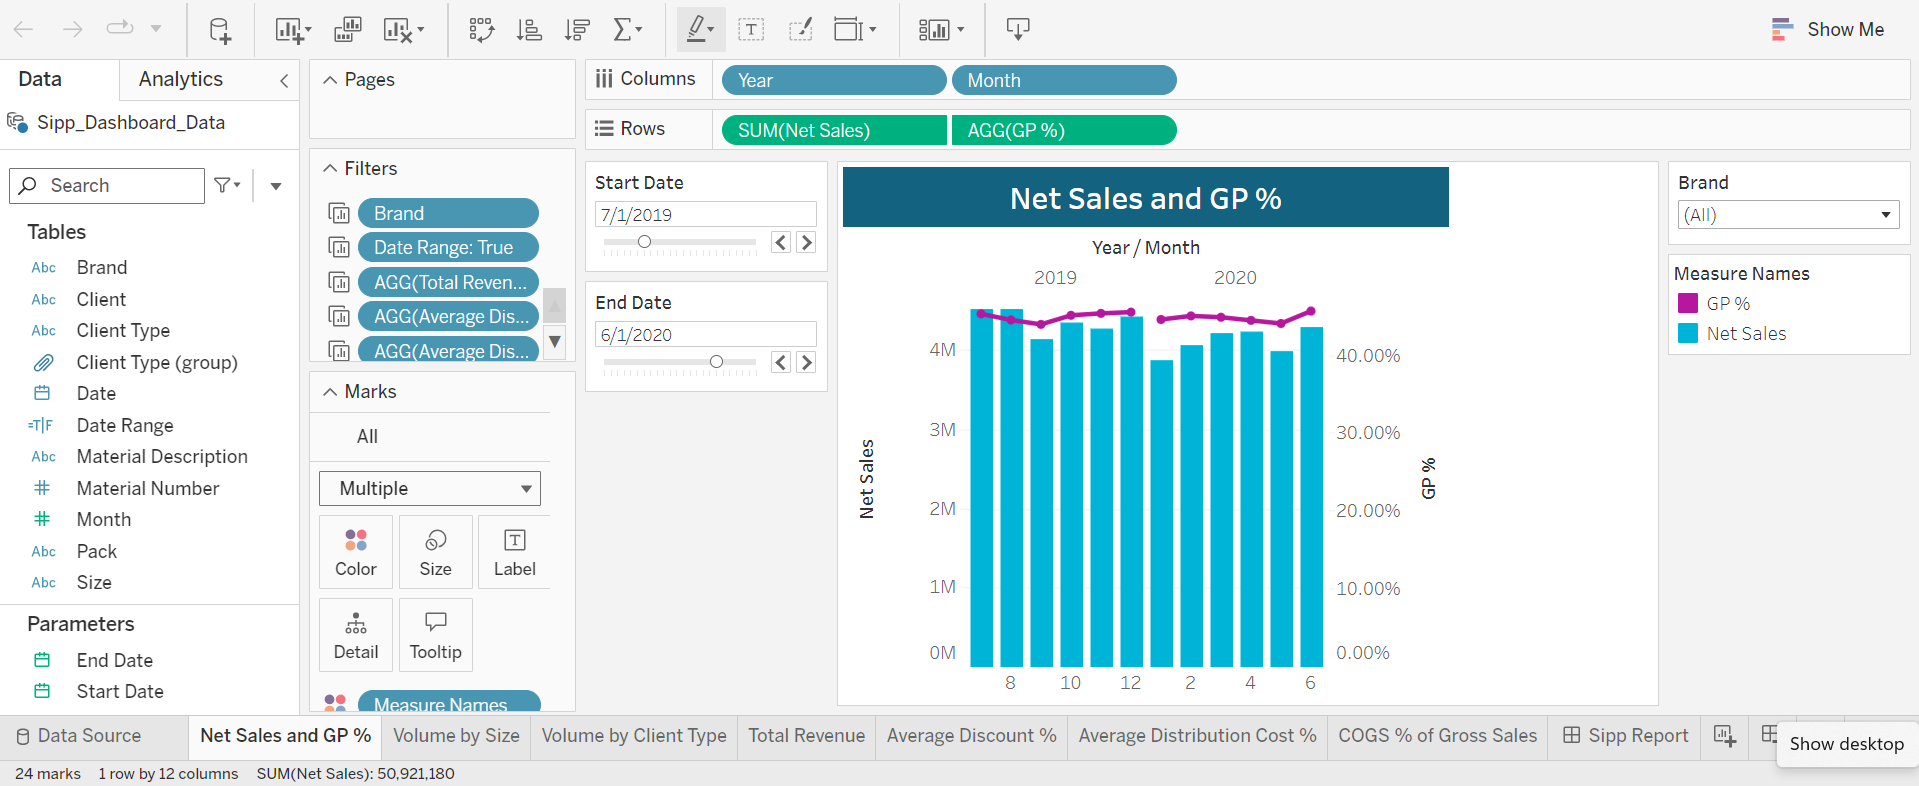 Show Me
Data
Analytics
Sipp_Dashboard_Data
Search
Tables
Abc Brand
Abc Client
Abc Client Type
Client Type (group)
Date
=T|F Date Range
Abc Material Description
# Material Number
# Month
Abc Pack
Abc Size
Parameters
End Date
Start Date
Pages
Filters
Brand
Date Range: True
AGG(Total Reven...
AGG(Average Dis...
AGG(Average Dis...
Marks
All
Multiple
Color
Size
Label
Detail
Tooltip
Measure Names
Columns
Year
Month
Rows
SUM(Net Sales)
AGG(GP %)
Start Date
7/1/2019
End Date
6/1/2020
Net Sales and GP %
Year / Month
2019 2020
4M
3M
2M
1M
0M
Net Sales
40.00%
30.00%
20.00%
10.00%
0.00%
GP %
8 10 12 2 4 6
Brand
(All)
Measure Names
GP %
Net Sales
Data Source
Net Sales and GP %
Volume by Size
Volume by Client Type
Total Revenue
Average Discount %
Average Distribution Cost %
COGS % of Gross Sales
Sipp Report
Show desktop
24 marks 1 row by 12 columns SUM(Net Sales): 50,921,180